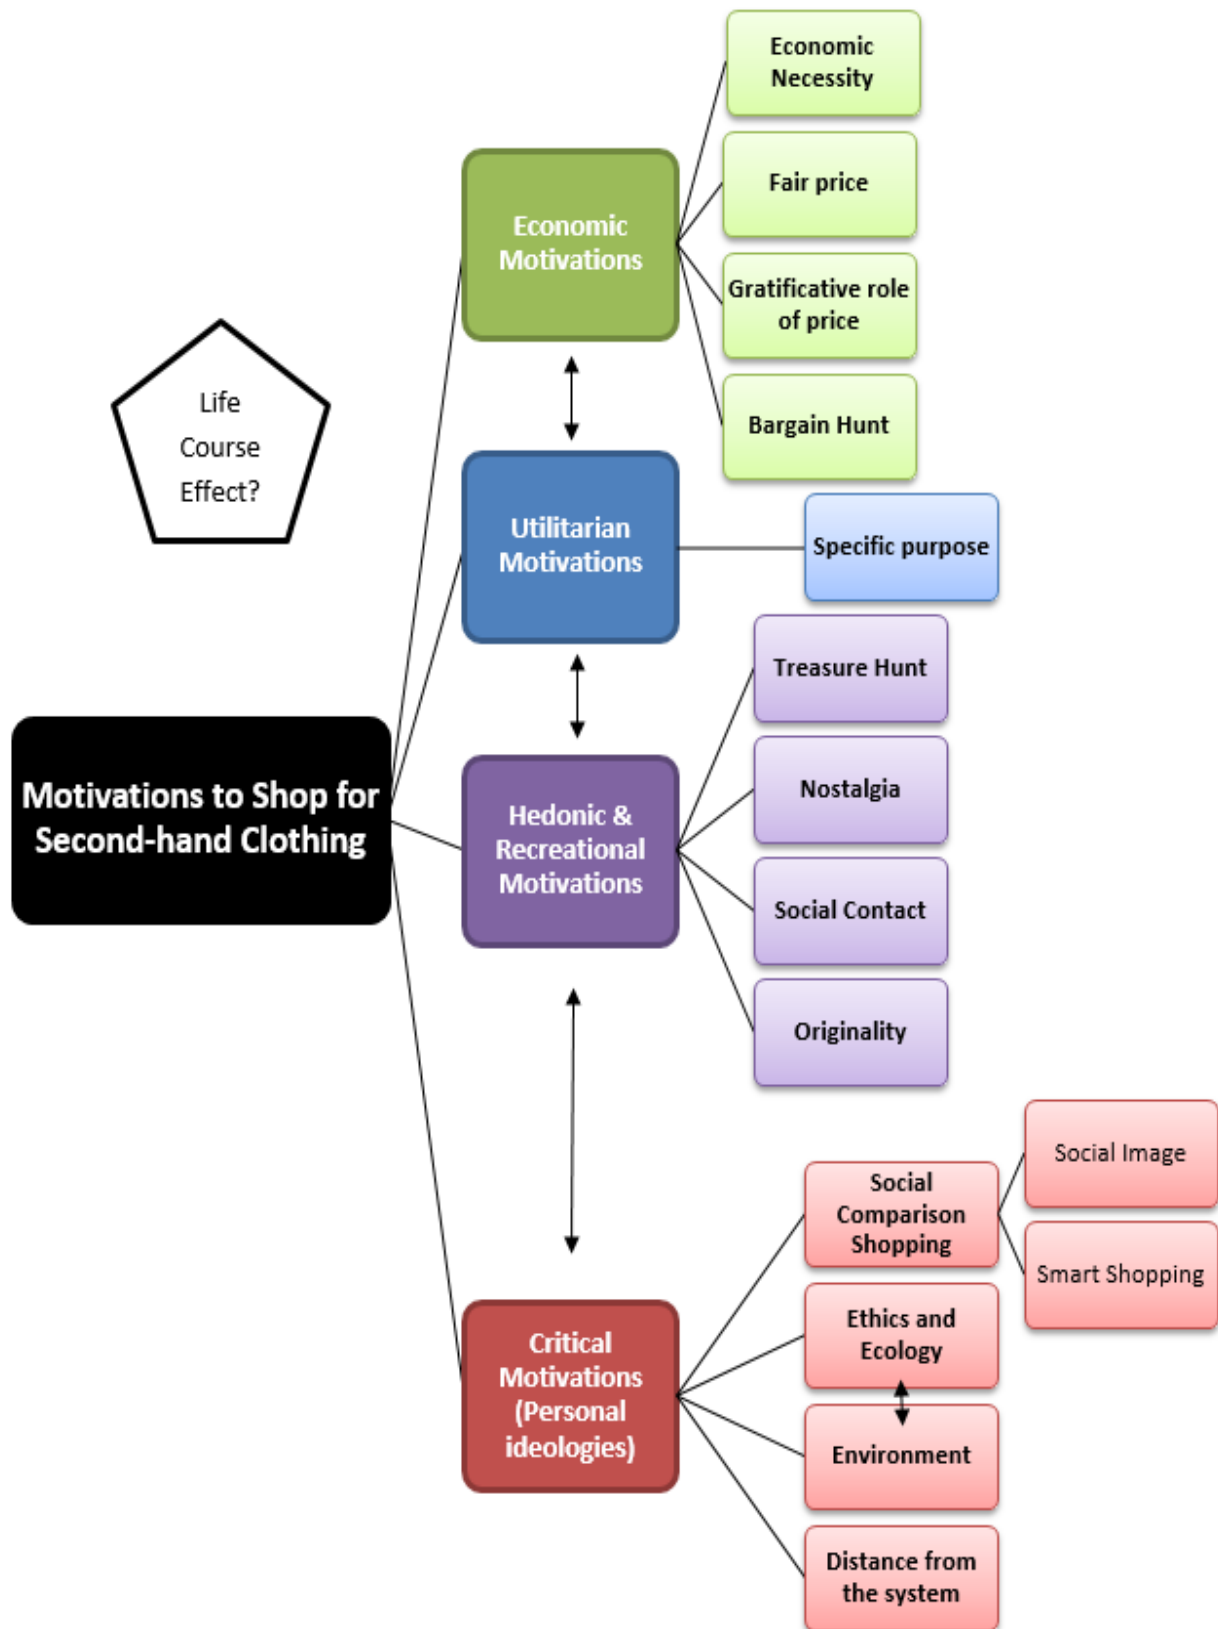 Economic
Necessity
Fair price
Economic
Motivations
Gratificative role
of price
Bargain Hunt
Life
Course
Effect?
Utilitarian
Motivations
Specific purpose
Treasure Hunt
Nostalgia
Motivations to Shop for
Second-hand Clothing
Hedonic &
Recreational
Motivations
Social Contact
Originality
Social Image
Social
Comparison
Shopping
Smart Shopping
Ethics and
Ecology
Critical
Motivations
(Personal
ideologies)
Environment
Distance from
the system